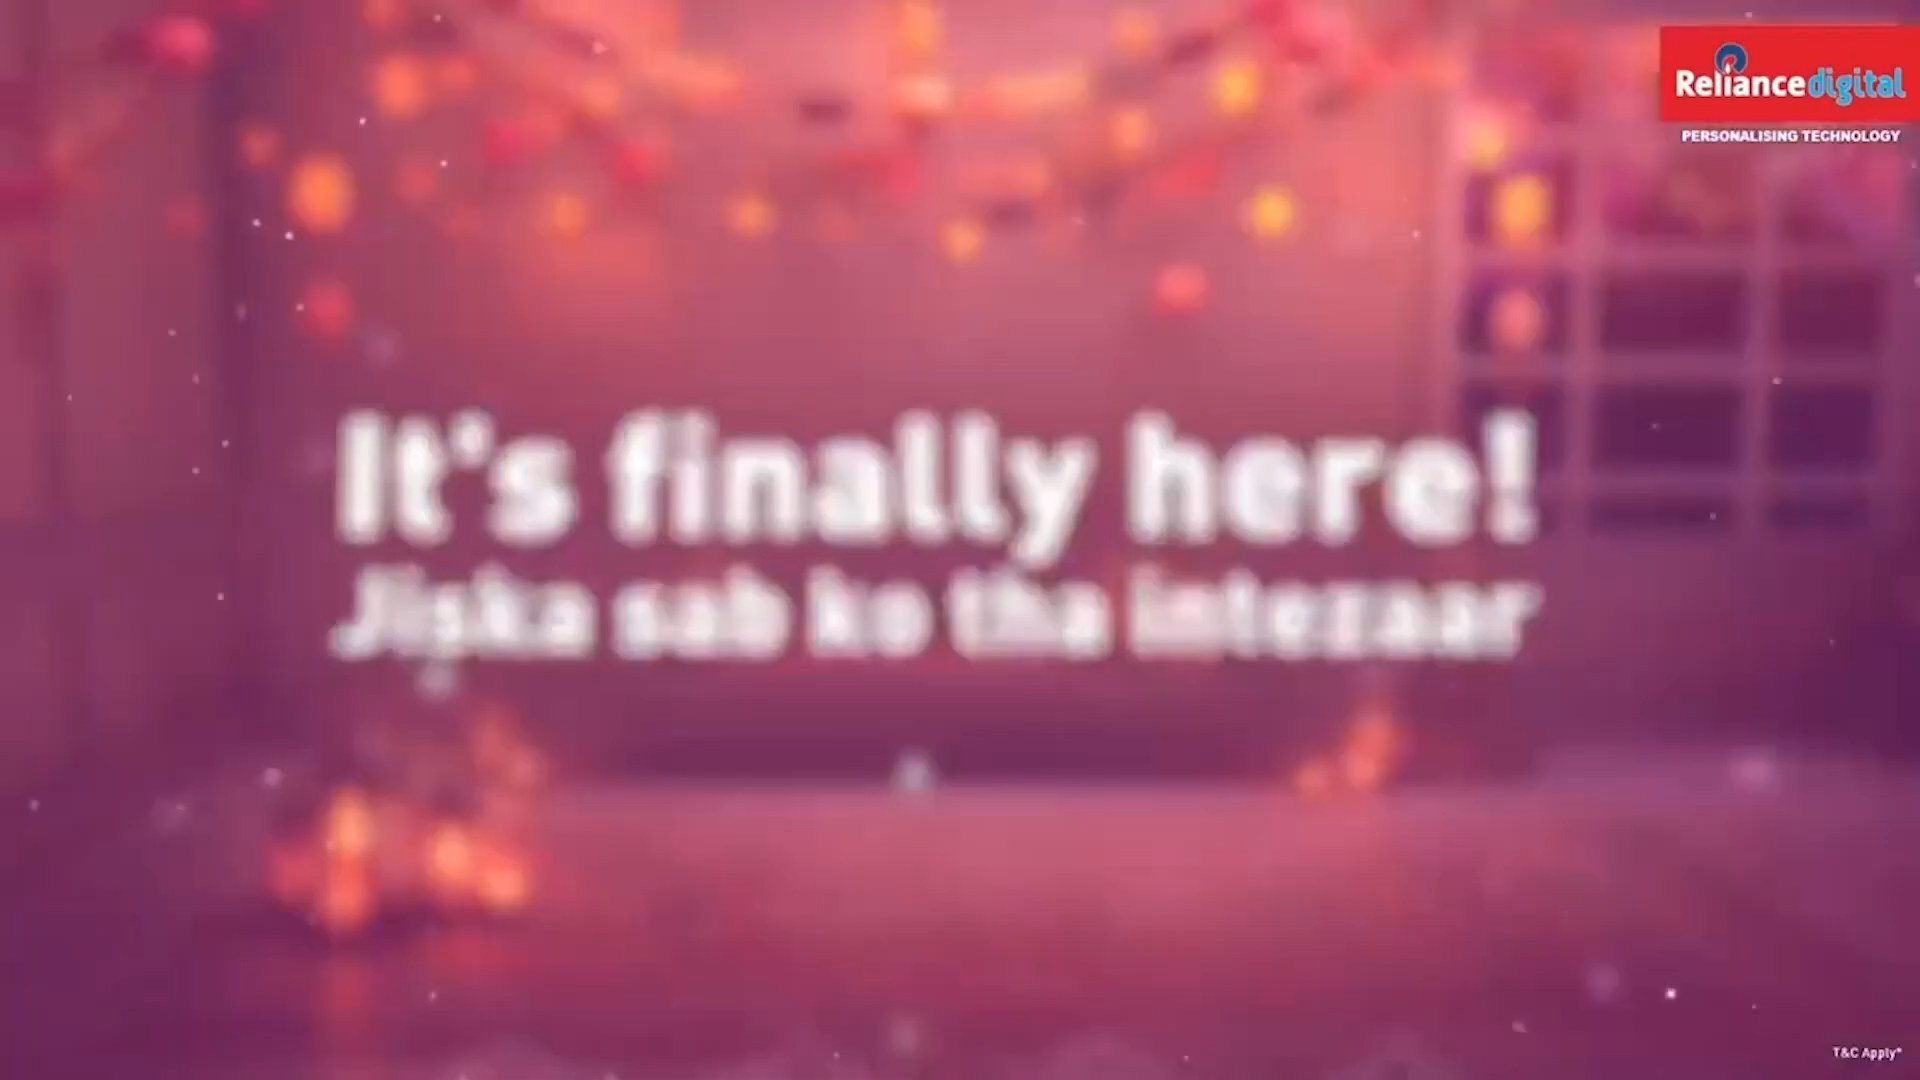 Reliance digital
PERSONALISING TECHNOLOGY
It's finally here!
Jiska sab ko tha intezaar
T&C Apply*